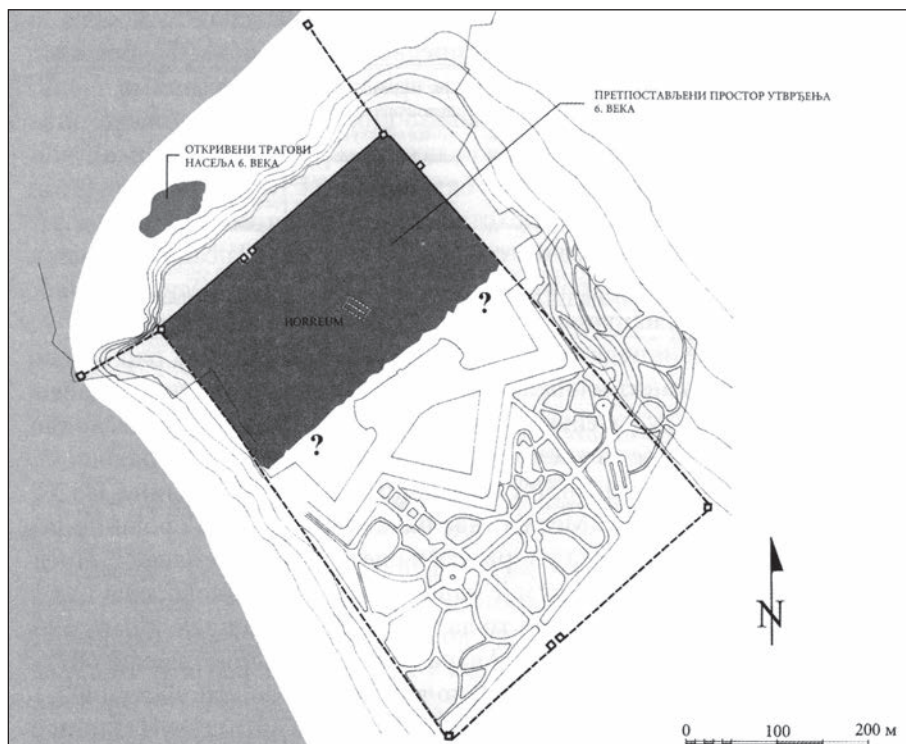 ПРЕТПОСТАВЉЕНИ ПРОСТОР УТВРЂЕЊА
6. ВЕКА
ОТКРИВЕНИ ТРАГОВИ
НАСЕЉА 6. ВЕКА
?
HORREUM
?
N
0 100 200 м